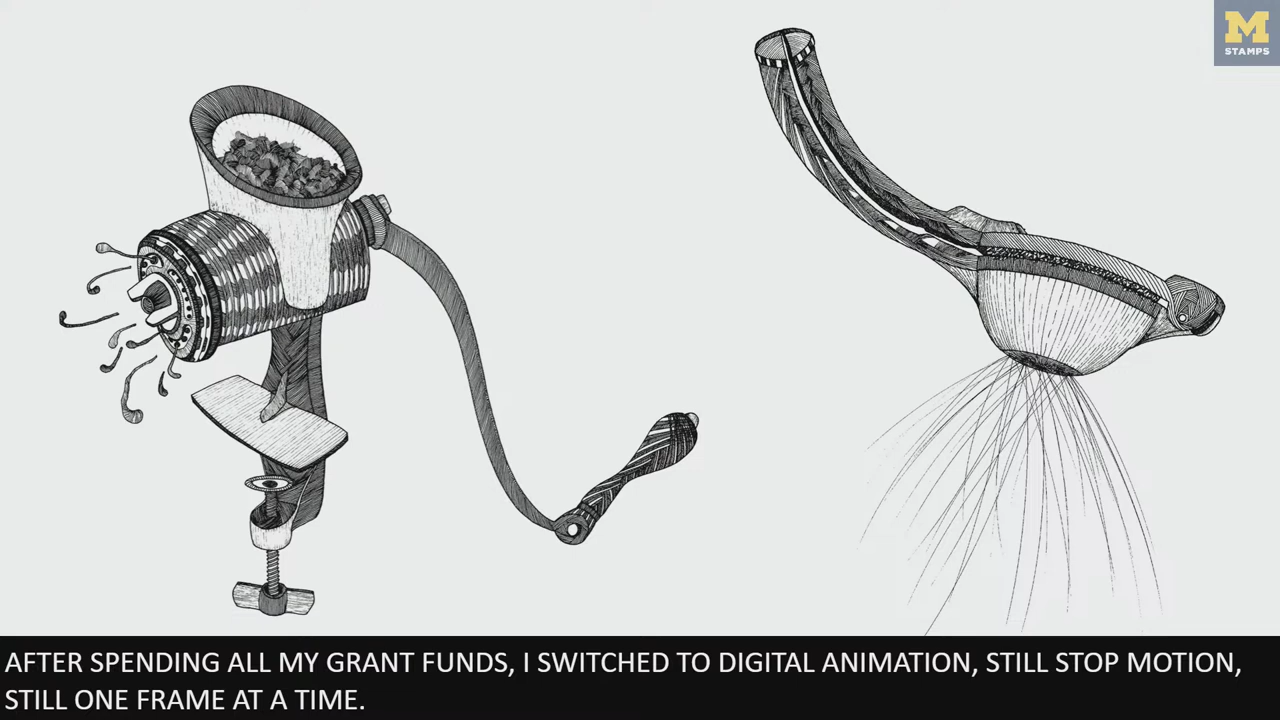 M
STAMPS
AFTER SPENDING ALL MY GRANT FUNDS, I SWITCHED TO DIGITAL ANIMATION, STILL STOP MOTION,
STILL ONE FRAME AT A TIME.